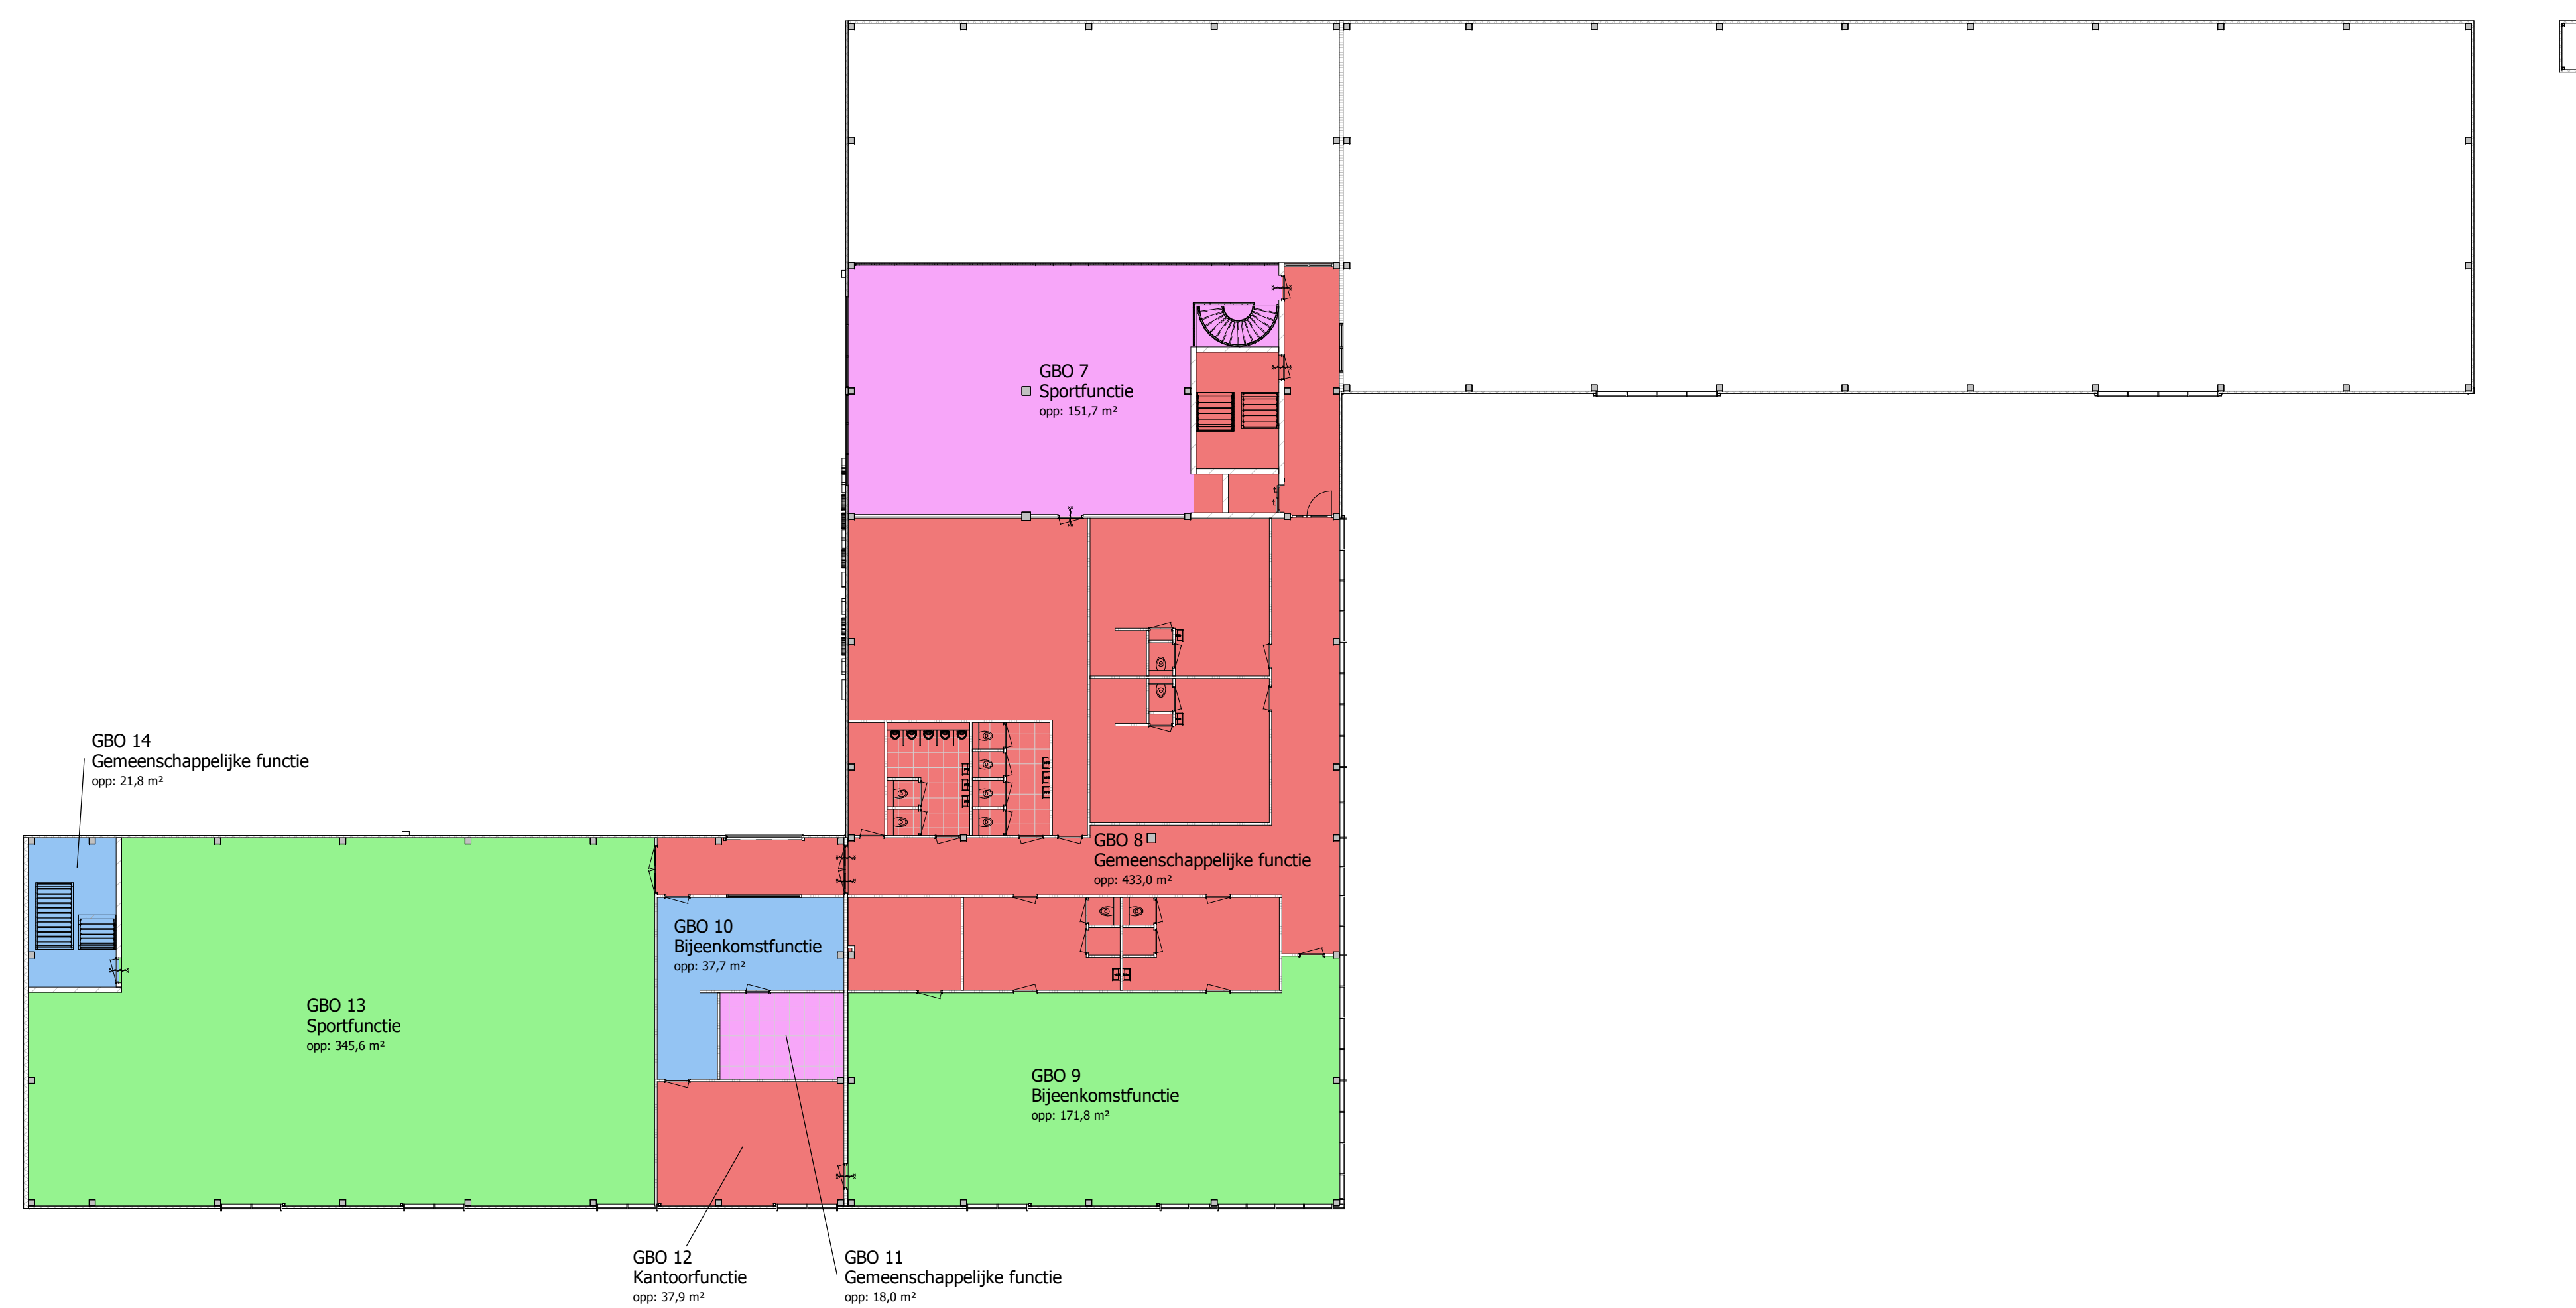 GBO 7
Sportfunctie
opp: 151,7 m²
GBO 14
Gemeenschappelijke functie
opp: 21,8 m²
GBO 8
Gemeenschappelijke functie
opp: 433,0 m²
GBO 10
Bijeenkomstfunctie
opp: 37,7 m²
GBO 13
Sportfunctie
opp: 345,6 m²
GBO 9
Bijeenkomstfunctie
opp: 171,8 m²
GBO 12
Kantoorfunctie
opp: 37,9 m²
GBO 11
Gemeenschappelijke functie
opp: 18,0 m²